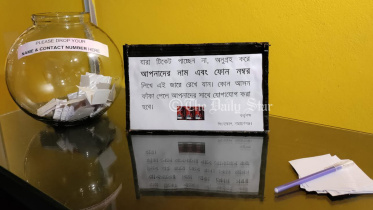 PLEASE DROP YOUR
NAME & CONTACT NUMBER HERE
যারা টিকেট পাচ্ছেন না, অনুগ্রহ করে
আপনাদের নাম এবং ফোন নম্বর
লিখে এই জারে রেখে যান। কোন আসন
ফাঁকা পেলে আপনাদের সাথে যোগাযোগ করা
হবে।
© The Daily Star